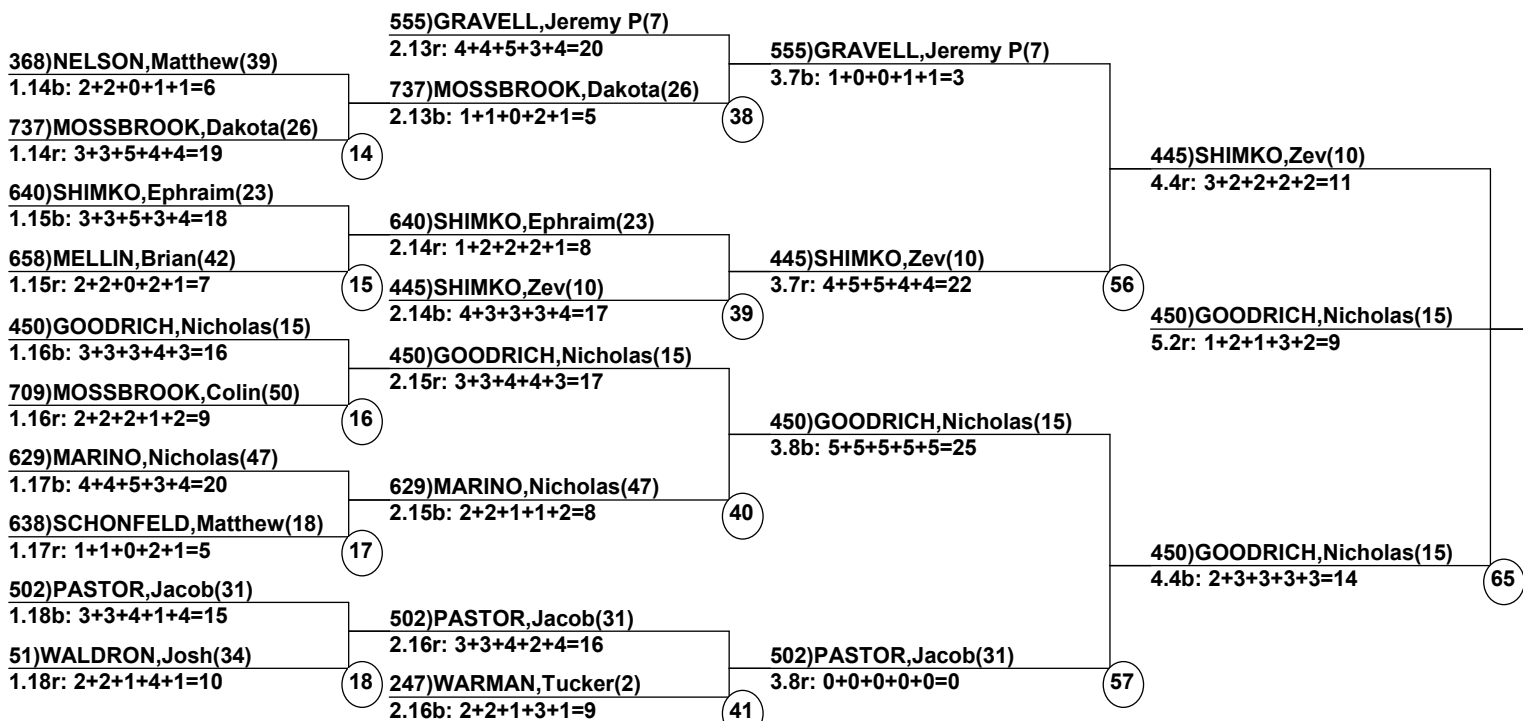 368)NELSON,Matthew(39)
1.14b: 2+2+0+1+1=6
737)MOSSBROOK,Dakota(26)
1.14r: 3+3+5+4+4=19
14
640)SHIMKO,Ephraim(23)
1.15b: 3+3+5+3+4=18
658)MELLIN,Brian(42)
1.15r: 2+2+0+2+1=7
15
450)GOODRICH,Nicholas(15)
1.16b: 3+3+3+4+3=16
709)MOSSBROOK,Colin(50)
1.16r: 2+2+2+1+2=9
16
629)MARINO,Nicholas(47)
1.17b: 4+4+5+3+4=20
638)SCHONFELD,Matthew(18)
1.17r: 1+1+0+2+1=5
17
502)PASTOR,Jacob(31)
1.18b: 3+3+4+1+4=15
51)WALDRON,Josh(34)
1.18r: 2+2+1+4+1=10
18
555)GRAVELL,Jeremy P(7)
2.13r: 4+4+5+3+4=20
737)MOSSBROOK,Dakota(26)
2.13b: 1+1+0+2+1=5
38
640)SHIMKO,Ephraim(23)
2.14r: 1+2+2+2+1=8
445)SHIMKO,Zev(10)
2.14b: 4+3+3+3+4=17
39
450)GOODRICH,Nicholas(15)
2.15r: 3+3+4+4+3=17
629)MARINO,Nicholas(47)
2.15b: 2+2+1+1+2=8
40
502)PASTOR,Jacob(31)
2.16r: 3+3+4+2+4=16
247)WARMAN,Tucker(2)
2.16b: 2+2+1+3+1=9
41
555)GRAVELL,Jeremy P(7)
3.7b: 1+0+0+1+1=3
445)SHIMKO,Zev(10)
3.7r: 4+5+5+4+4=22
56
450)GOODRICH,Nicholas(15)
3.8b: 5+5+5+5+5=25
502)PASTOR,Jacob(31)
3.8r: 0+0+0+0+0=0
57
445)SHIMKO,Zev(10)
4.4r: 3+2+2+2+2=11
450)GOODRICH,Nicholas(15)
4.4b: 2+3+3+3+3=14
65
450)GOODRICH,Nicholas(15)
5.2r: 1+2+1+3+2=9